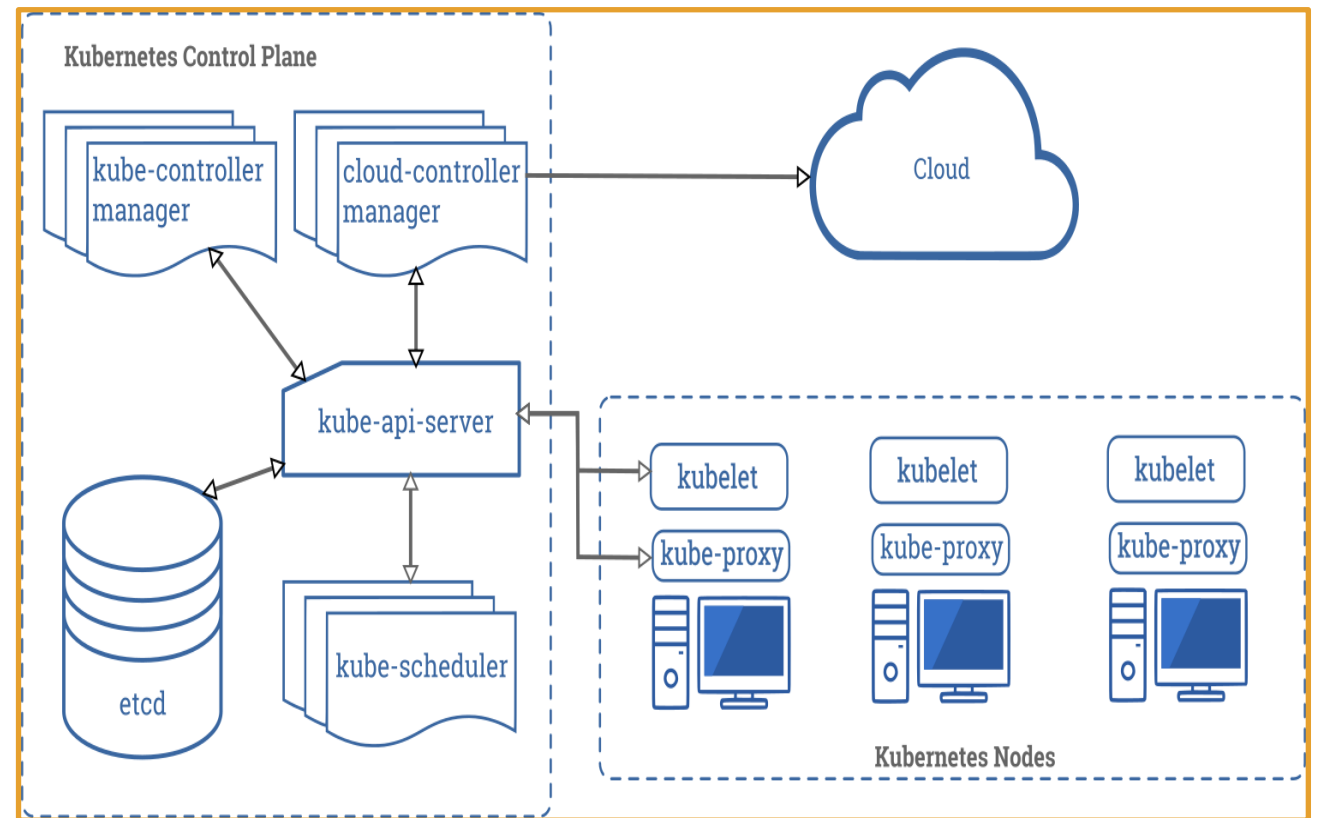 Kubernetes Control Plane
kube-controller
manager
cloud-controller
manager
Cloud
kube-api-server
etcd
kube-scheduler
kubelet
kube-proxy
kubelet
kube-proxy
kubelet
kube-proxy
Kubernetes Nodes